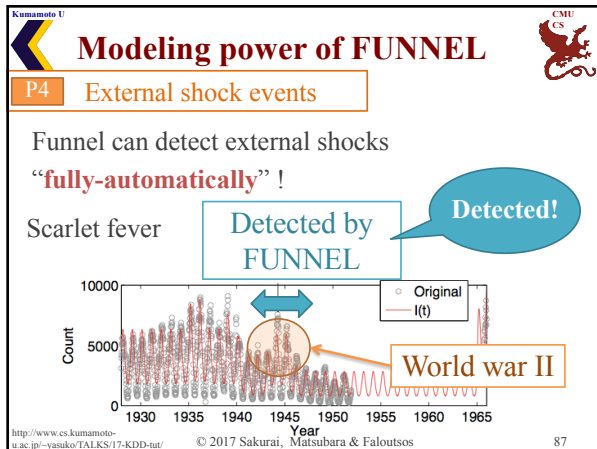 Kumamoto U
CMU
CS
Modeling power of FUNNEL
P4
External shock events
Funnel can detect external shocks
“fully-automatically” !
Scarlet fever
Detected by
FUNNEL
Detected!
10000
5000
0
Count
Original
I(t)
World war II
1930 1935 1940 1945 1950 1955 1960 1965
Year
http://www.cs.kumamoto-
u.ac.jp/~yasuko/TALKS/17-KDD-tut/
© 2017 Sakurai, Matsubara & Faloutsos
87